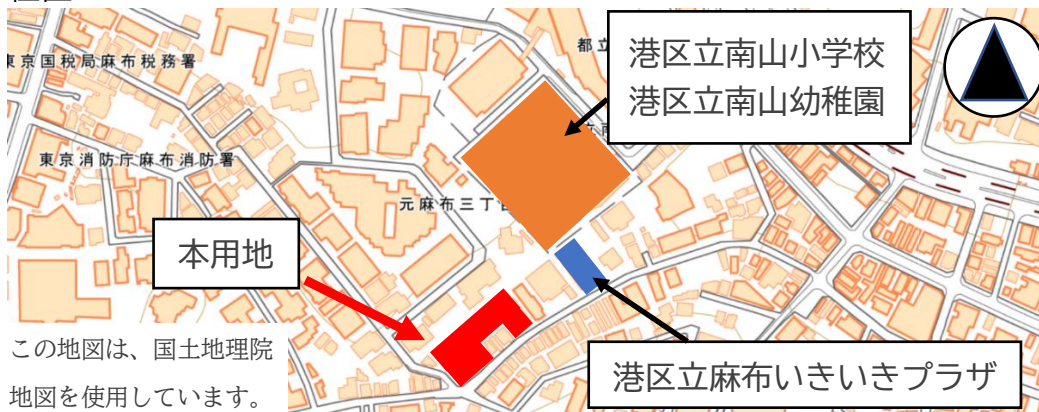 都立
東京国税局麻布税務署
港区立南山小学校
港区立南山幼稚園
東京消防庁麻布消防署
元麻布三丁目
本用地
この地図は、国土地理院
地図を使用しています。
港区立麻布いきいきプラザ